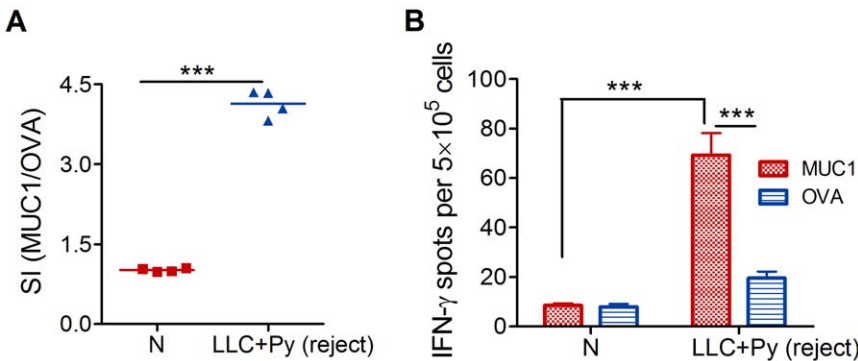 A
SI (MUC1/OVA)
4.5
3.0
1.5
0.0
***
N
LLC+Py (reject)
B
IFN-γ spots per 5×10⁵ cells
100
80
60
40
20
0
***
***
MUC1
OVA
N
LLC+Py (reject)